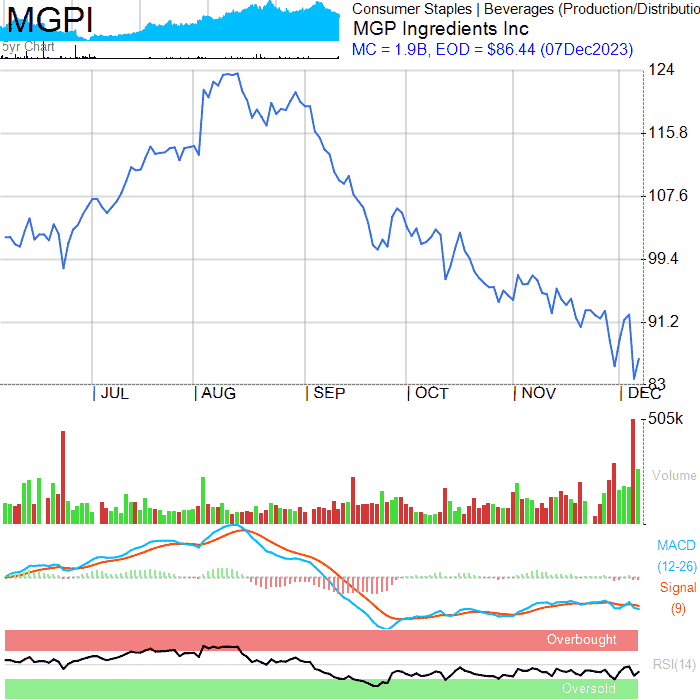 MGPI
5yr Chart
Consumer Staples | Beverages (Production/Distributio
MGP Ingredients Inc
MC = 1.9B, EOD = $86.44 (07Dec2023)
124
115.8
107.6
99.4
91.2
83
JUL
AUG
SEP
OCT
NOV
DEC
505k
Volume
MACD
(12-26)
Signal
(9)
Overbought
RSI(14)
Oversold